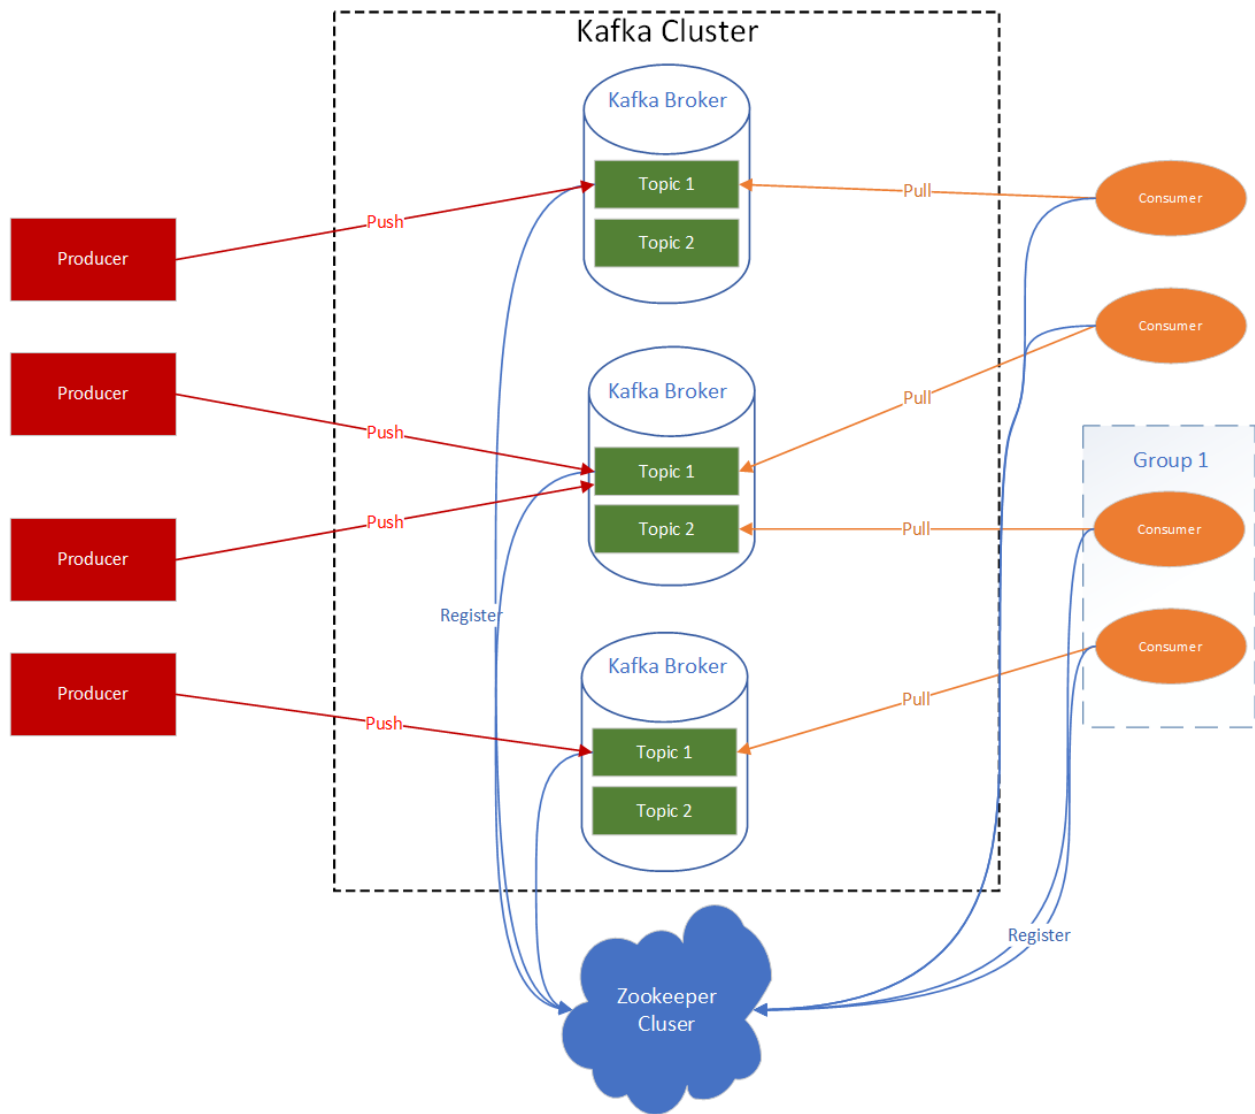 Kafka Cluster
Kafka Broker
Topic 1
Topic 2
Producer
Push
Pull
Consumer
Producer
Push
Kafka Broker
Topic 1
Topic 2
Pull
Consumer
Group 1
Producer
Push
Pull
Consumer
Register
Kafka Broker
Topic 1
Topic 2
Producer
Push
Pull
Consumer
Register
Zookeeper
Cluser